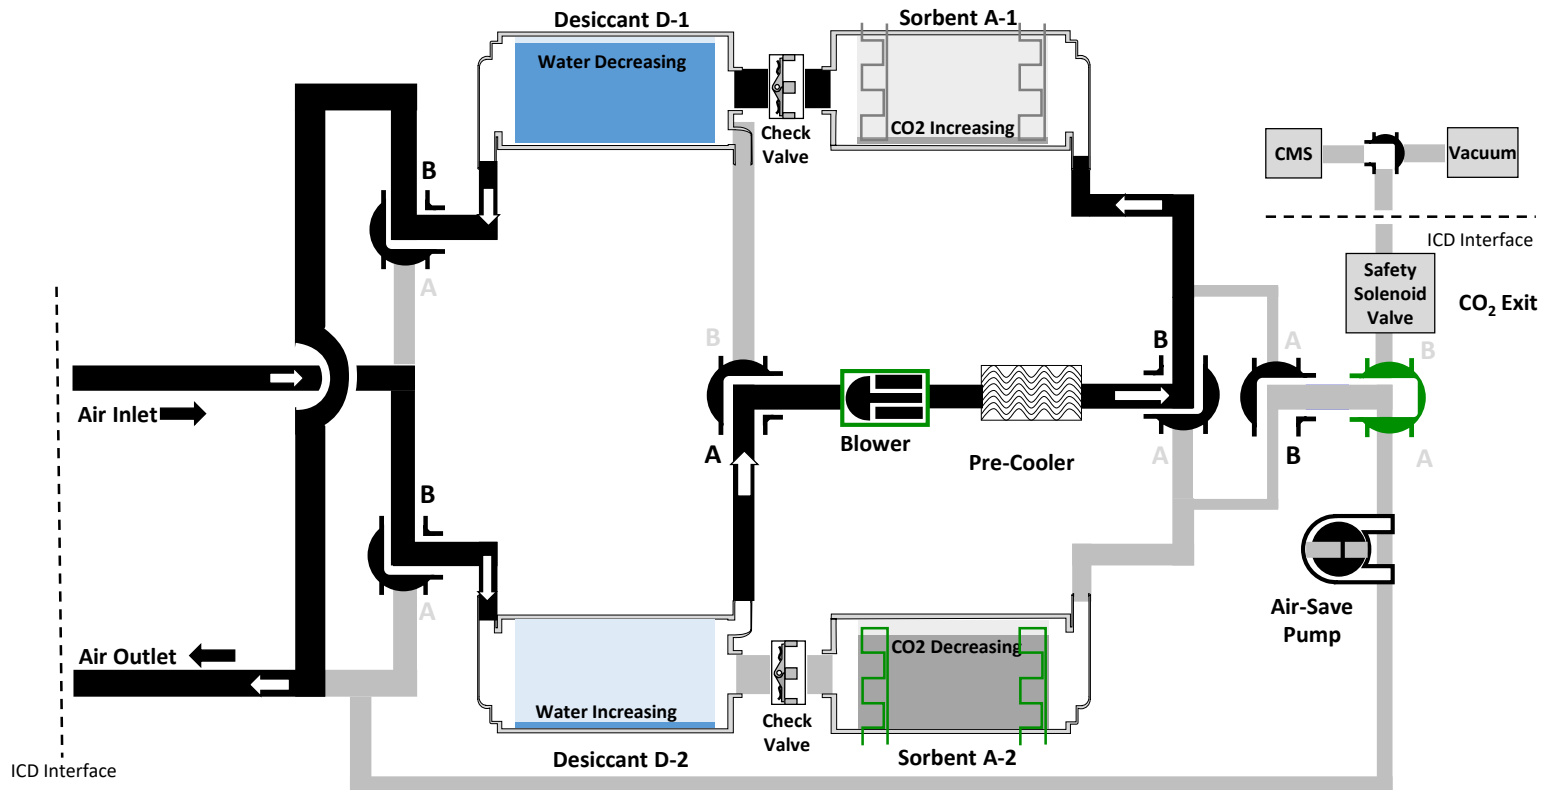 Desiccant D-1
Sorbent A-1
Water Decreasing
CO2 Increasing
Check
Valve
CMS
Vacuum
ICD Interface
B
A
Safety
Solenoid
Valve
CO₂ Exit
B
B
A
B
Air Inlet
A
Blower
Pre-Cooler
A
B
A
B
A
Air-Save
Pump
Air Outlet
CO2 Decreasing
Water Increasing
Check
Valve
Desiccant D-2
Sorbent A-2
ICD Interface